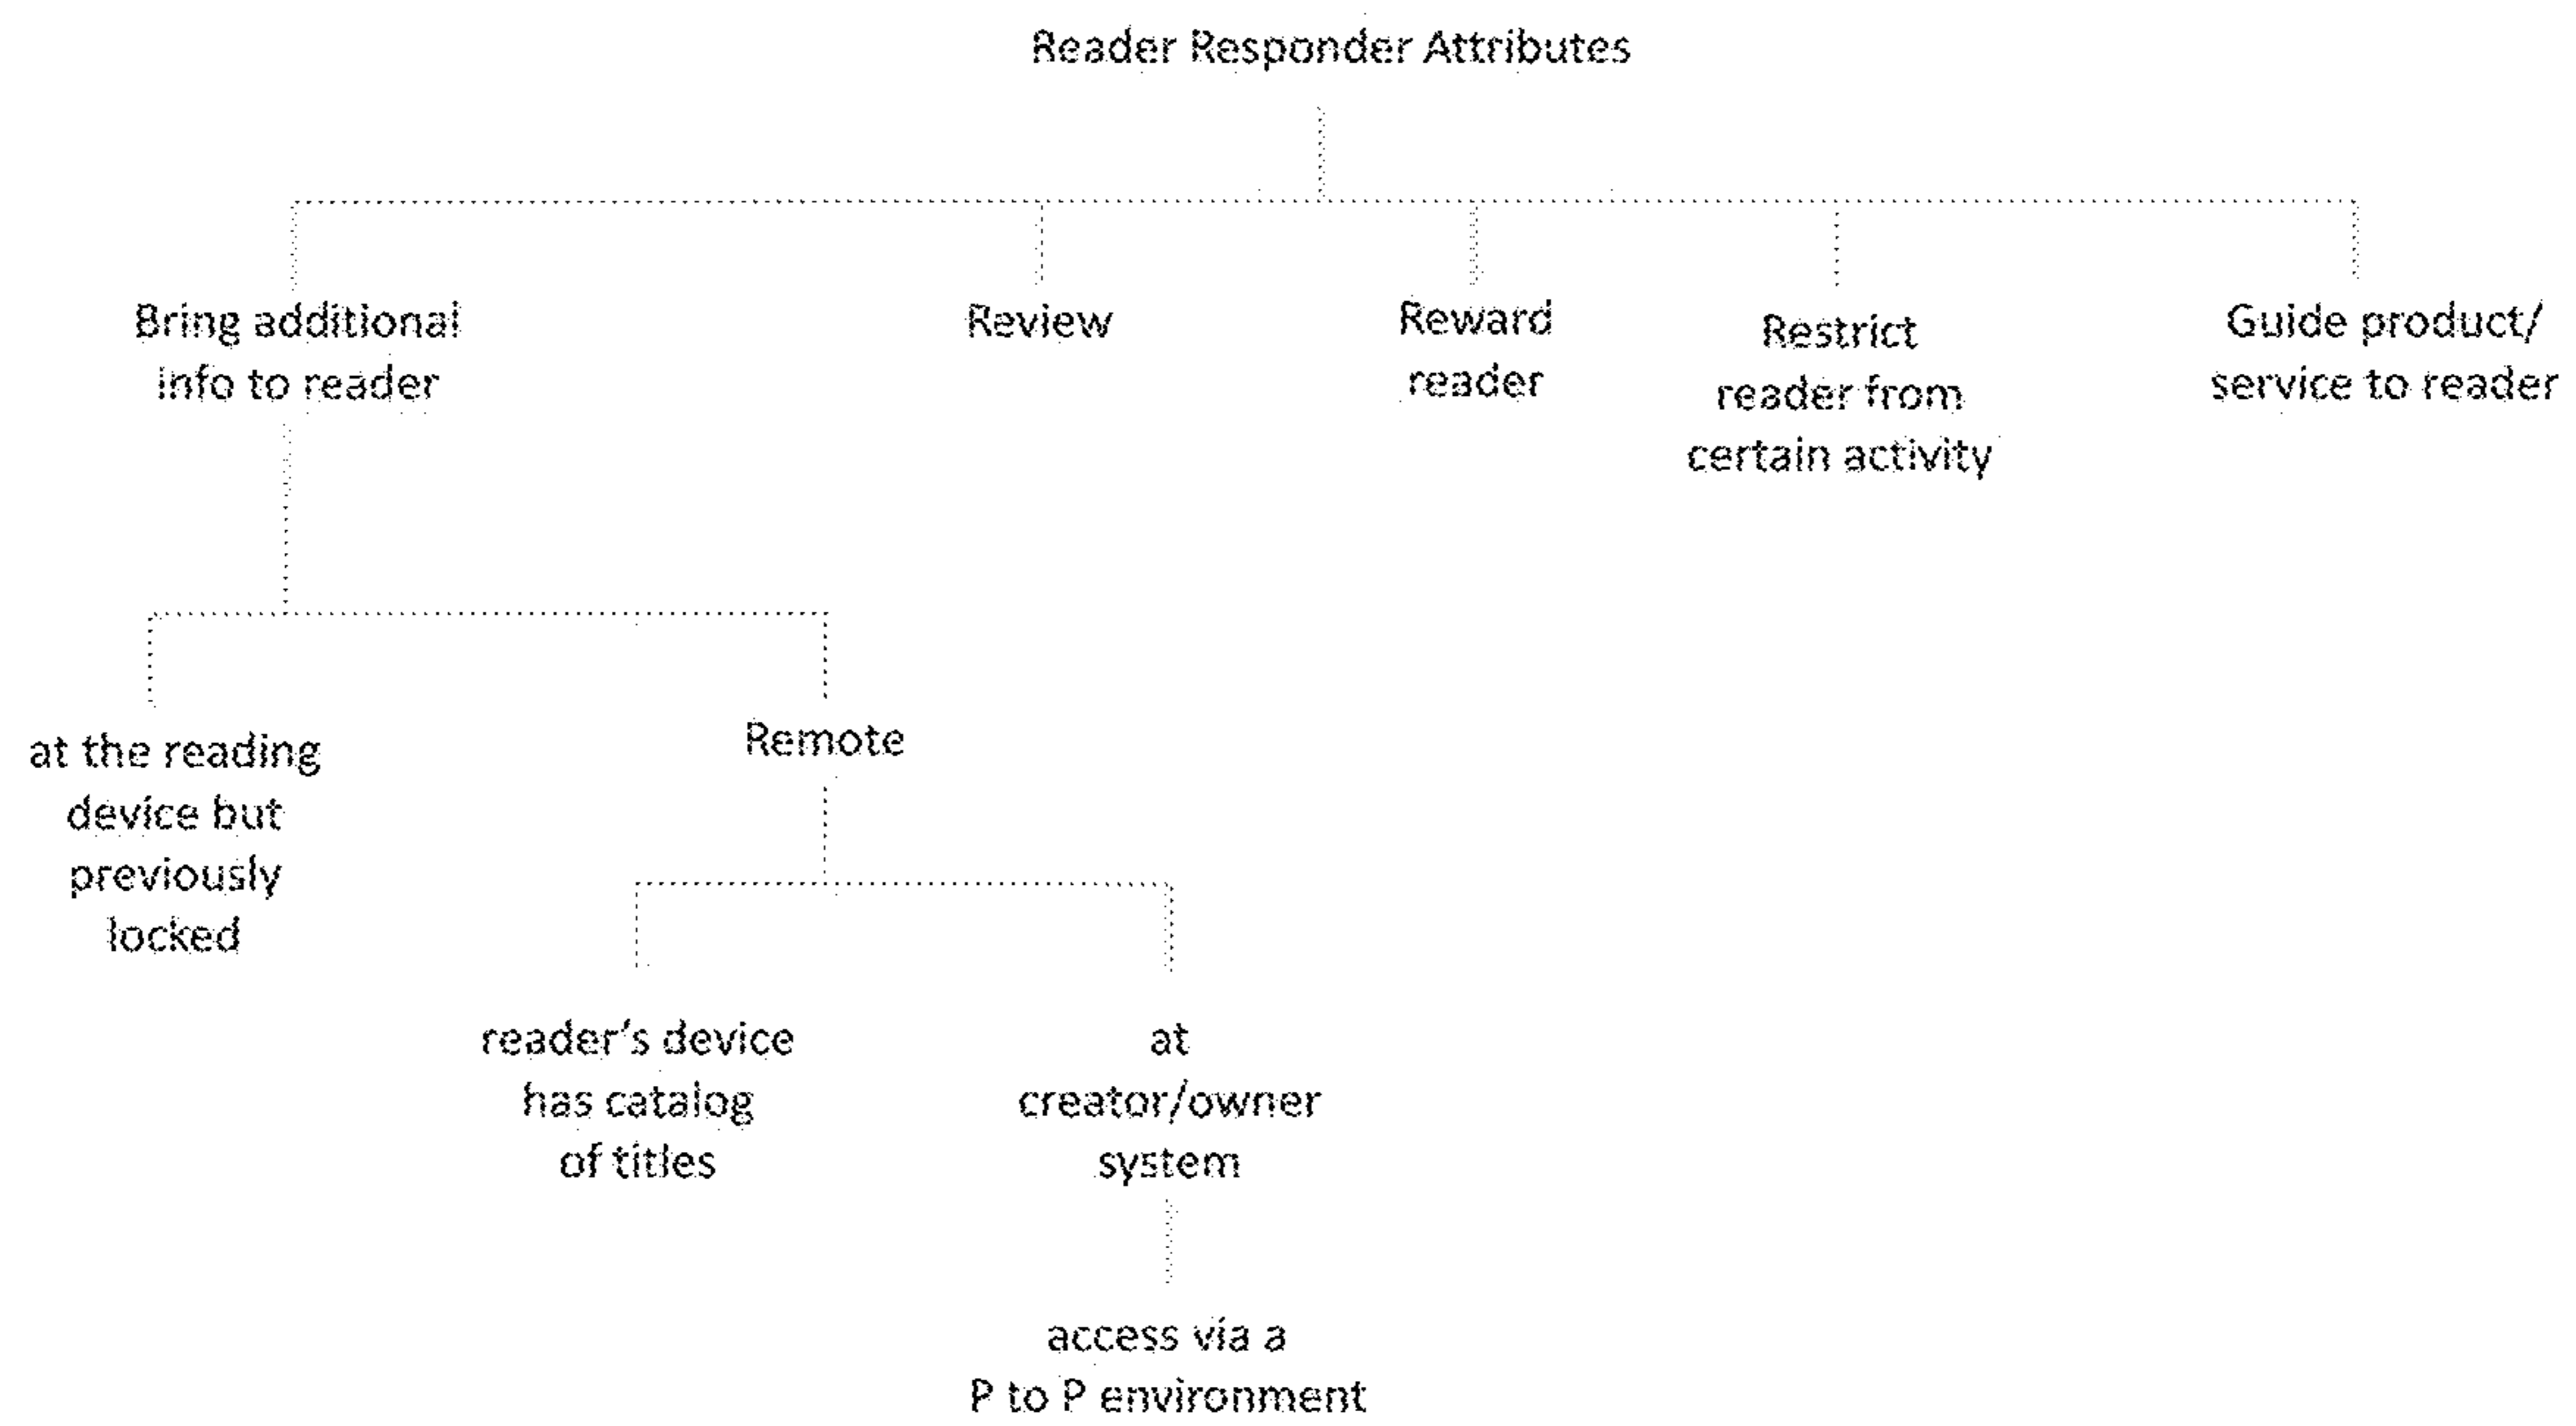 Reader Responder Attributes
Bring additional
info to reader
Review
Reward
reader
Restrict
reader from
certain activity
Guide product/
service to reader
at the reading
device but
previously
locked
Remote
reader's device
has catalog
of titles
at
creator/owner
system
access via a
P to P environment